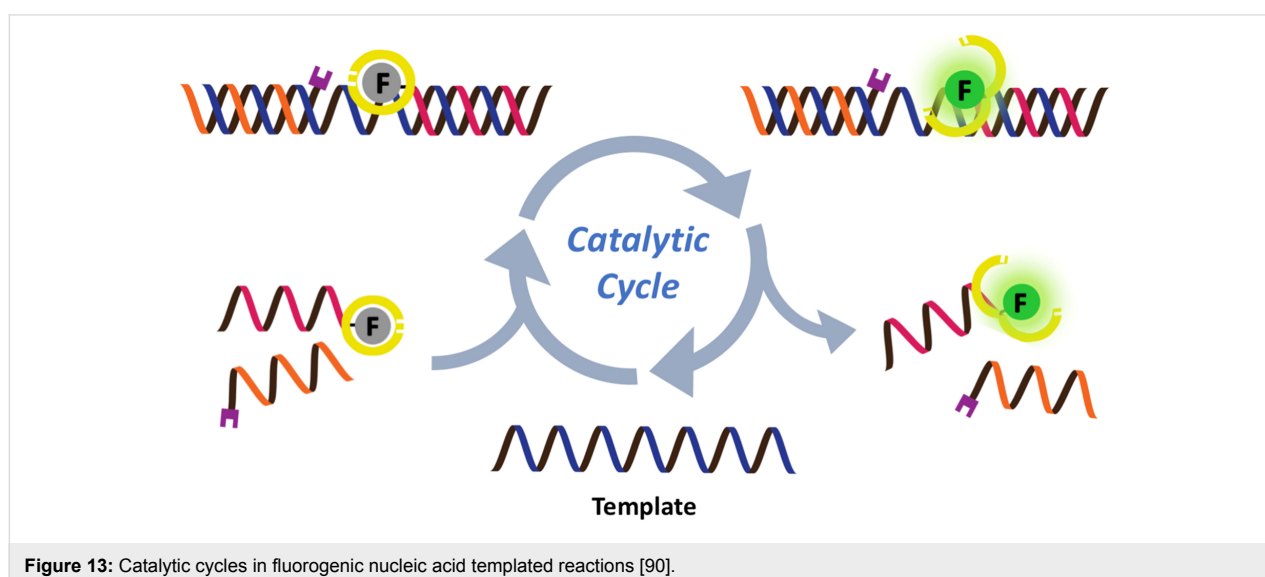 F
F
Catalytic
Cycle
F
F
Template
Figure 13: Catalytic cycles in fluorogenic nucleic acid templated reactions [90].